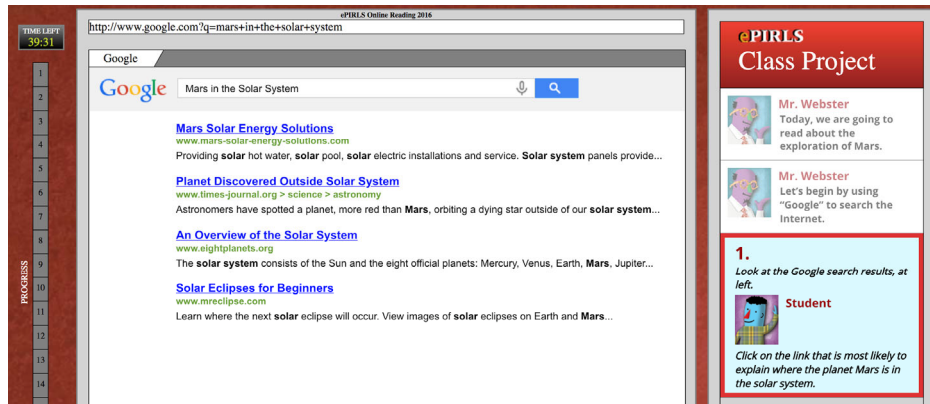 ePIRLS Online Reading 2016
TIME LEFT
39:31
http://www.google.com?q=mars+in+the+solar+system
Google
Google
Mars in the Solar System
Mars Solar Energy Solutions
www.mars-solar-energy-solutions.com
Providing solar hot water, solar pool, solar electric installations and service. Solar system panels provide...
Planet Discovered Outside Solar System
www.times-journal.org > science > astronomy
Astronomers have spotted a planet, more red than Mars, orbiting a dying star outside of our solar system...
An Overview of the Solar System
www.eightplanets.org
The solar system consists of the Sun and the eight official planets: Mercury, Venus, Earth, Mars, Jupiter...
Solar Eclipses for Beginners
www.mreclipse.com
Learn where the next solar eclipse will occur. View images of solar eclipses on Earth and Mars...
PROGRESS
1
2
3
4
5
6
7
8
9
10
11
12
13
14
ePIRLS
Class Project
Mr. Webster
Today, we are going to
read about the
exploration of Mars.
Mr. Webster
Let's begin by using
"Google" to search the
Internet.
1.
Look at the Google search results, at
left.
Student
Click on the link that is most likely to
explain where the planet Mars is in
the solar system.